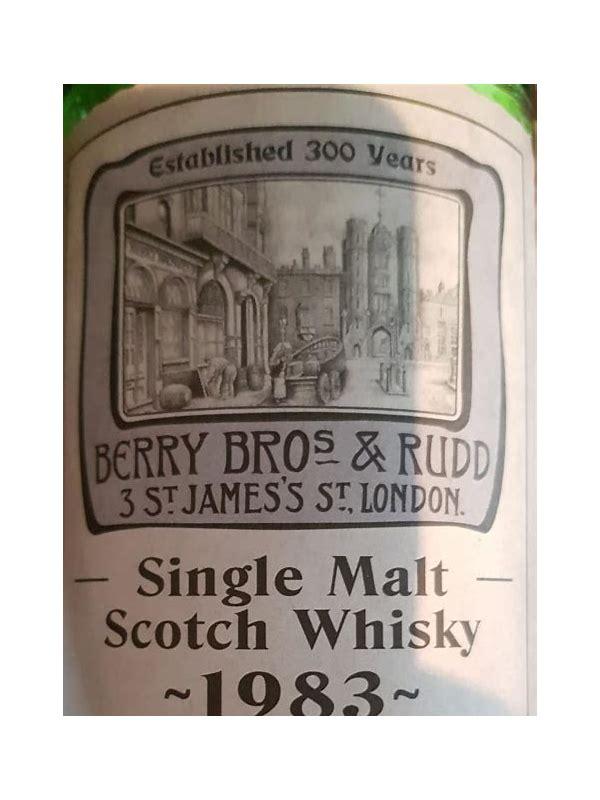 Established 300 Years
BERRY BROS & RUDD
3 ST JAMES'S ST, LONDON.
— Single Malt —
Scotch Whisky
~1983~